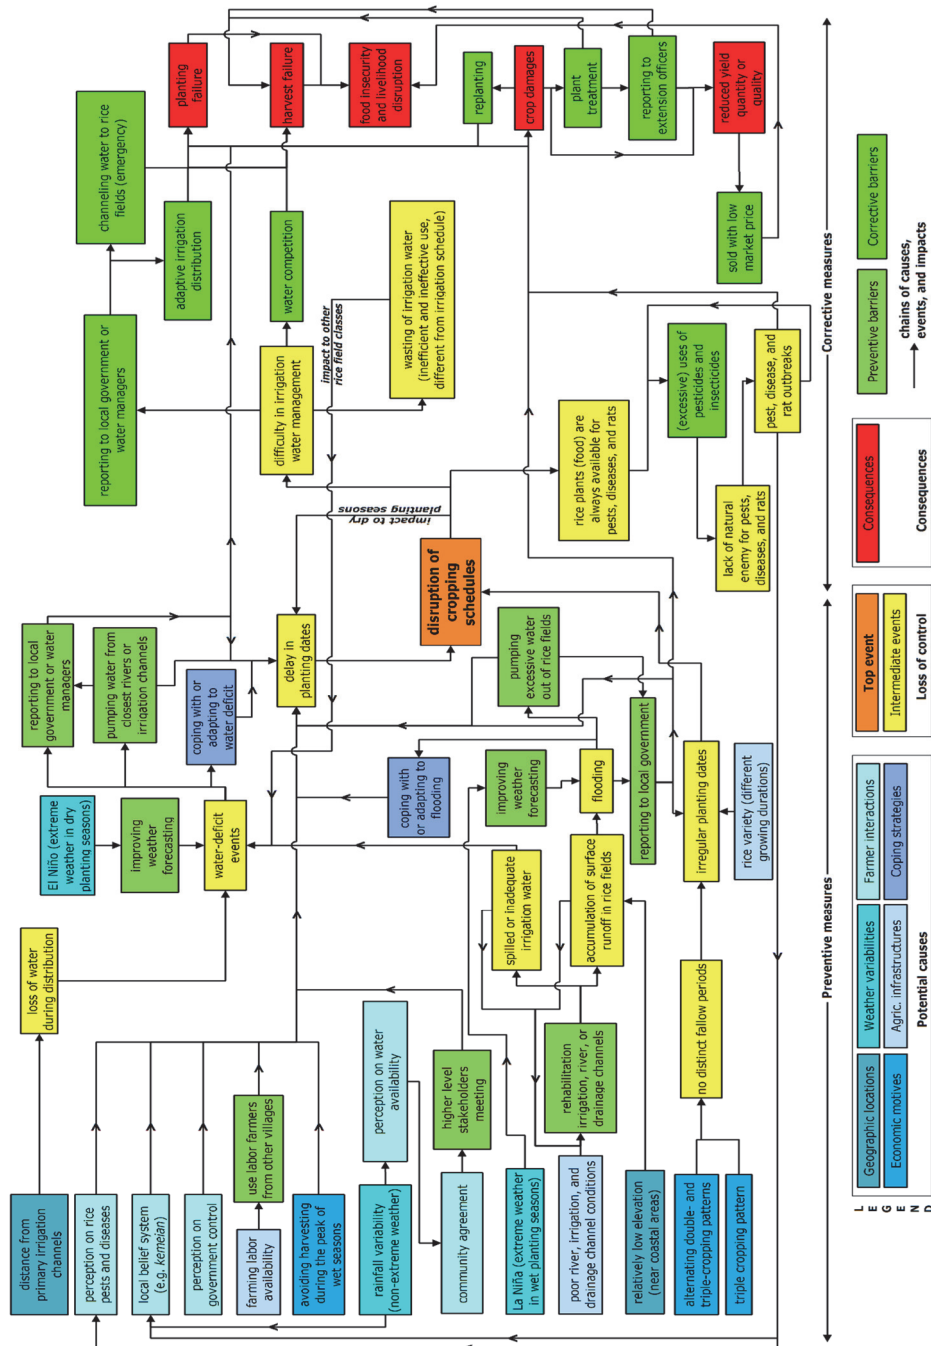 distance from
primary irrigation
channels
perception on rice
pests and diseases
local belief system
(e.g. kemeian)
perception on
government control
farming labor
availability
avoiding harvesting
during the peak of
wet seasons
rainfall variability
(non-extreme weather)
community agreement
La Niña (extreme weather
in wet planting seasons)
poor river, irrigation, and
drainage channel conditions
relatively low elevation
(near coastal areas)
alternating double- and
triple-cropping patterns
triple cropping pattern
loss of water
during distribution
use labor farmers
from other villages
perception on water
availability
higher level
stakeholders
meeting
rehabilitation
irrigation, river, or
drainage channels
no distinct fallow periods
El Niño (extreme
weather in dry
planting seasons)
improving
weather
forecasting
water-deficit
events
spilled or inadequate
irrigation water
accumulation of surface
runoff in rice fields
reporting to local
government or water
managers
pumping water from
closest rivers or
irrigation channels
coping with or
adapting to
water deficit
delay in
planting dates
coping with
or adapting to
flooding
improving
weather
forecasting
flooding
pumping
excessive water
out of rice fields
reporting to local government
irregular planting dates
rice variety (different
growing durations)
disruption of
cropping
schedules
impact to dry
planting seasons
reporting to local government or
water managers
difficulty in irrigation
water management
impact to other
rice field classes
wasting of irrigation water
(inefficient and ineffective use,
different from irrigation schedule)
rice plants (food) are
always available for
pests, diseases, and rats
(excessive) uses of
pesticides and
insecticides
lack of natural
enemy for pests,
diseases, and rats
pest, disease, and
rat outbreaks
channeling water to rice
fields (emergency)
adaptive irrigation
distribution
water competition
planting
failure
harvest failure
food insecurity
and livelihood
disruption
replanting
crop damages
plant
treatment
reporting to
extension officers
reduced yield
quantity or
quality
sold with low
market price
Preventive measures
Corrective measures
LEGEND
Geographic locations
Weather variabilities
Farmer interactions
Economic motives
Agric. infrastructures
Coping strategies
Potential causes
Top event
Intermediate events
Loss of control
Consequences
Consequences
Preventive barriers
Corrective barriers
chains of causes,
events, and impacts